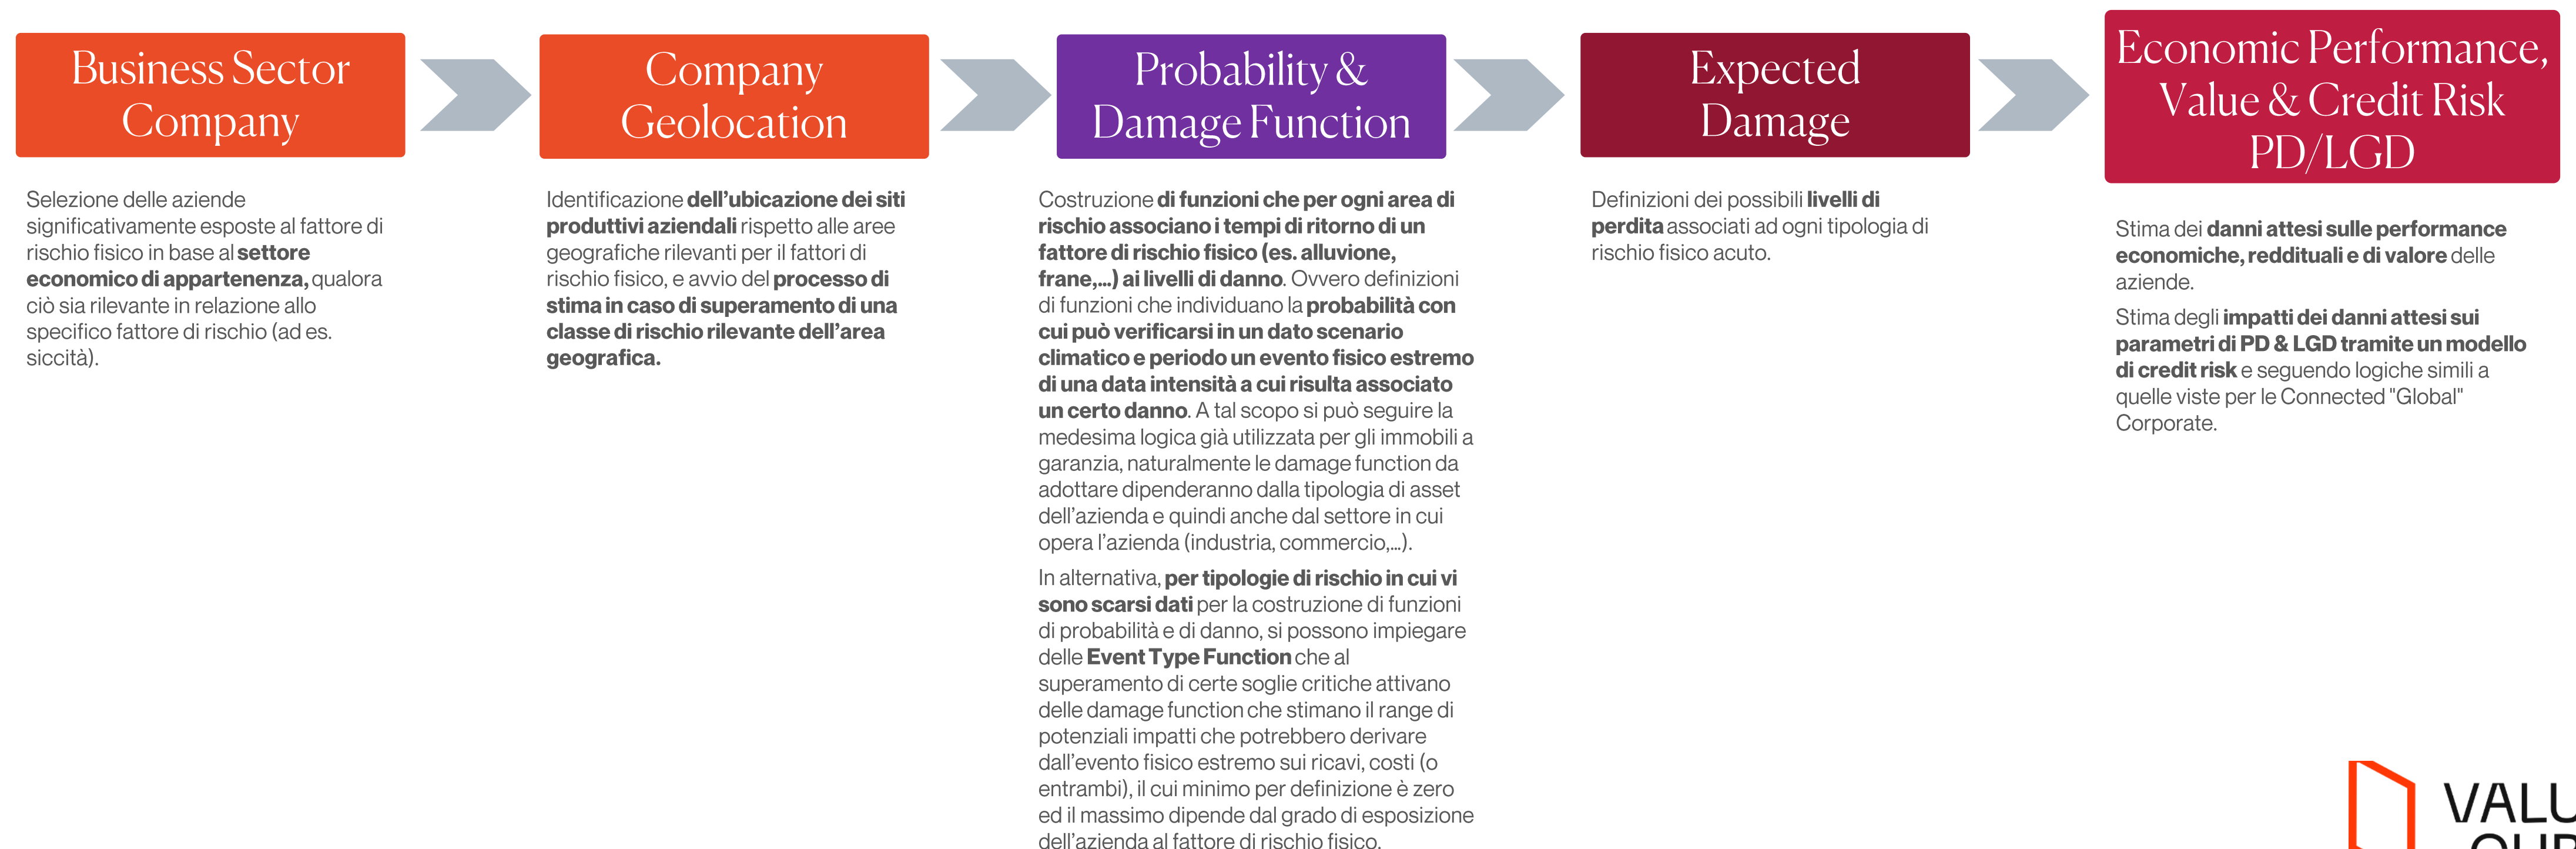 Business Sector
Company
Selezione delle aziende
significativamente esposte al fattore di
rischio fisico in base al settore
economico di appartenenza, qualora
ciò sia rilevante in relazione allo
specifico fattore di rischio (ad es.
siccità).
Company
Geolocation
Identificazione dell’ubicazione dei siti
produttivi aziendali rispetto alle aree
geografiche rilevanti per il fattori di
rischio fisico, e avvio del processo di
stima in caso di superamento di una
classe di rischio rilevante dell’area
geografica.
Probability &
Damage Function
Costruzione di funzioni che per ogni area di
rischio associano i tempi di ritorno di un
fattore di rischio fisico (es. alluvione,
frane,...) ai livelli di danno. Ovvero definizioni
di funzioni che individuano la probabilità con
cui può verificarsi in un dato scenario
climatico e periodo un evento fisico estremo
di una data intensità a cui risulta associato
un certo danno. A tal scopo si può seguire la
medesima logica già utilizzata per gli immobili a
garanzia, naturalmente le damage function da
adottare dipenderanno dalla tipologia di asset
dell’azienda e quindi anche dal settore in cui
opera l’azienda (industria, commercio,...).
In alternativa, per tipologie di rischio in cui vi
sono scarsi dati per la costruzione di funzioni
di probabilità e di danno, si possono impiegare
delle Event Type Function che al
superamento di certe soglie critiche attivano
delle damage function che stimano il range di
potenziali impatti che potrebbero derivare
dall’evento fisico estremo sui ricavi, costi (o
entrambi), il cui minimo per definizione è zero
ed il massimo dipende dal grado di esposizione
dell’azienda al fattore di rischio fisico.
Expected
Damage
Definizioni dei possibili livelli di
perdita associati ad ogni tipologia di
rischio fisico acuto.
Economic Performance,
Value & Credit Risk
PD/LGD
Stima dei danni attesi sulle performance
economiche, reddituali e di valore delle
aziende.
Stima degli impatti dei danni attesi sui
parametri di PD & LGD tramite un modello
di credit risk e seguendo logiche simili a
quelle viste per le Connected "Global"
Corporate.
VALU